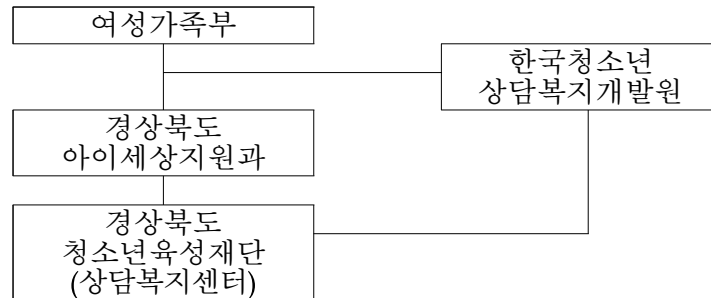 여성가족부
한국청소년
상담복지개발원
경상북도
아이세상지원과
경상북도
청소년육성재단
(상담복지센터)